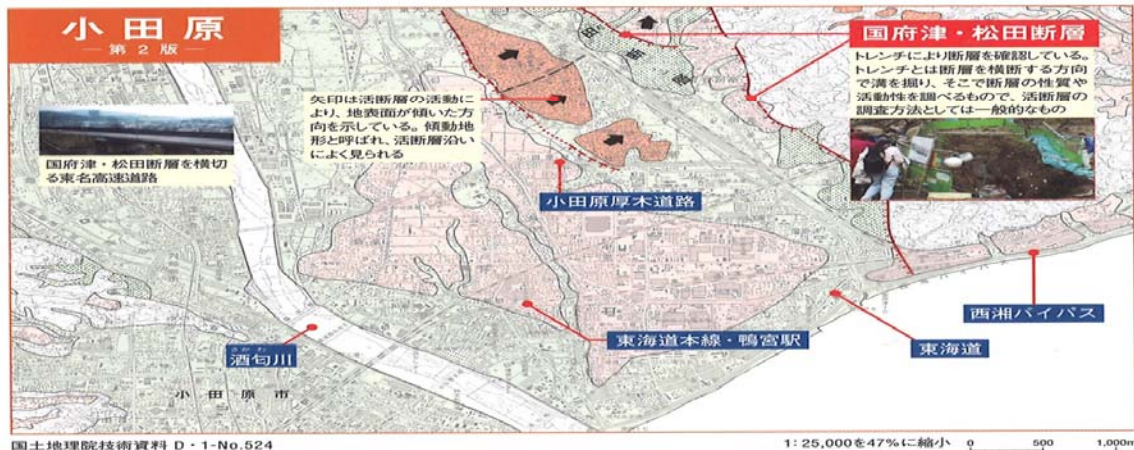 小田原
第2版
国府津・松田断層
トレンチにより断層を確認している。
トレンチとは断層を横断する方向
で溝を掘り、そこで断層の性質や
活動性を調べるもので、活断層の
調査方法としては一般的なもの
矢印は活断層の活動に
より、地表面が傾いた方
向を示している。傾動地
形と呼ばれ、活断層沿い
によく見られる
国府津・松田断層を横切
る東名高速道路
小田原厚木道路
西湘バイパス
東海道本線・鴨宮駅
東海道
さかわ
酒匂川
小田原市
国土地理院技術資料 D・1-No.524
1:25,000を47%に縮小 0 500 1,000m